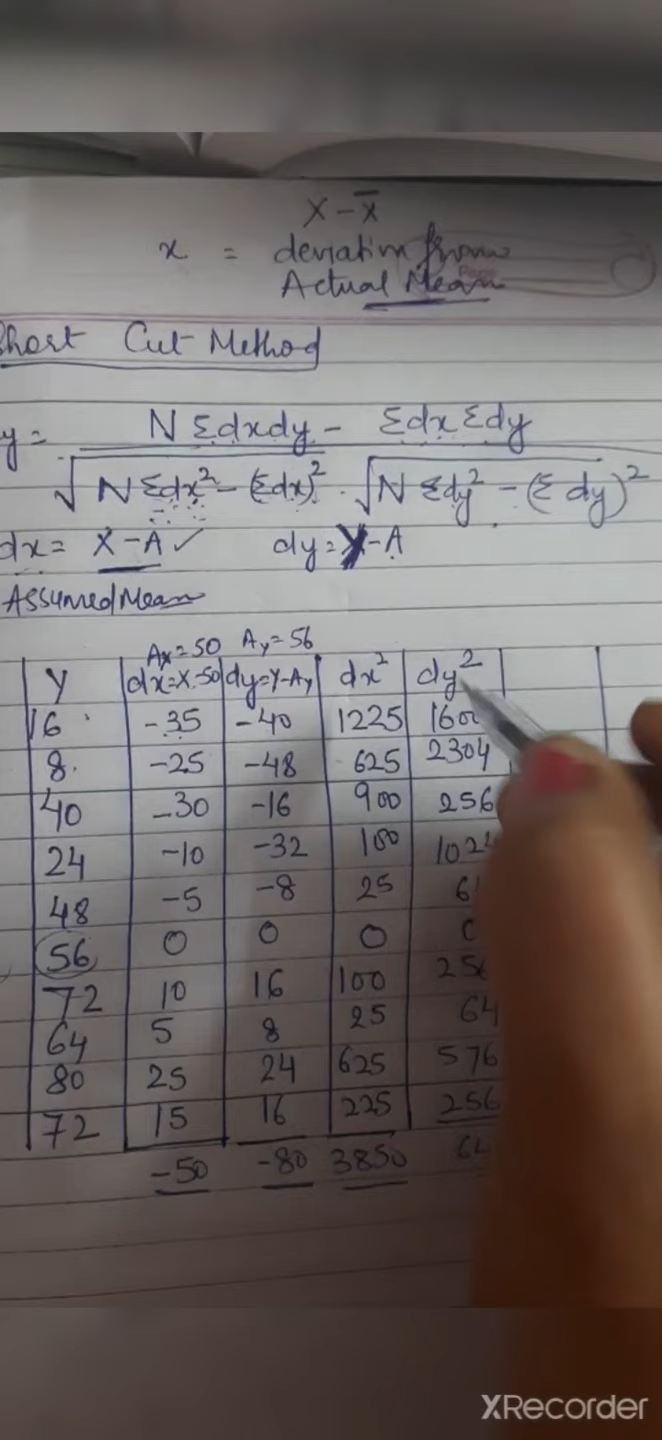 X - x̄
x = deviation from
Actual Mean
Short Cut Method
y = N Σdxdy - Σdx Σdy
√N Σdx² - (Σdx)² · √N Σdy² - (Σdy)²
dx = X - A ✓ dy = Y - A
Assumed Mean
Ax = 50 Ay = 56
Y dx = X-50 dy = Y-Ay dx² dy²
16 -35 -40 1225 1600
8 -25 -48 625 2304
40 -30 -16 900 256
24 -10 -32 100 102
48 -5 -8 25 6
56 0 0 0
72 10 16 100 25
64 5 8 25 64
80 25 24 625 576
72 15 16 225 256
-50 -80 3850 64
XRecorder